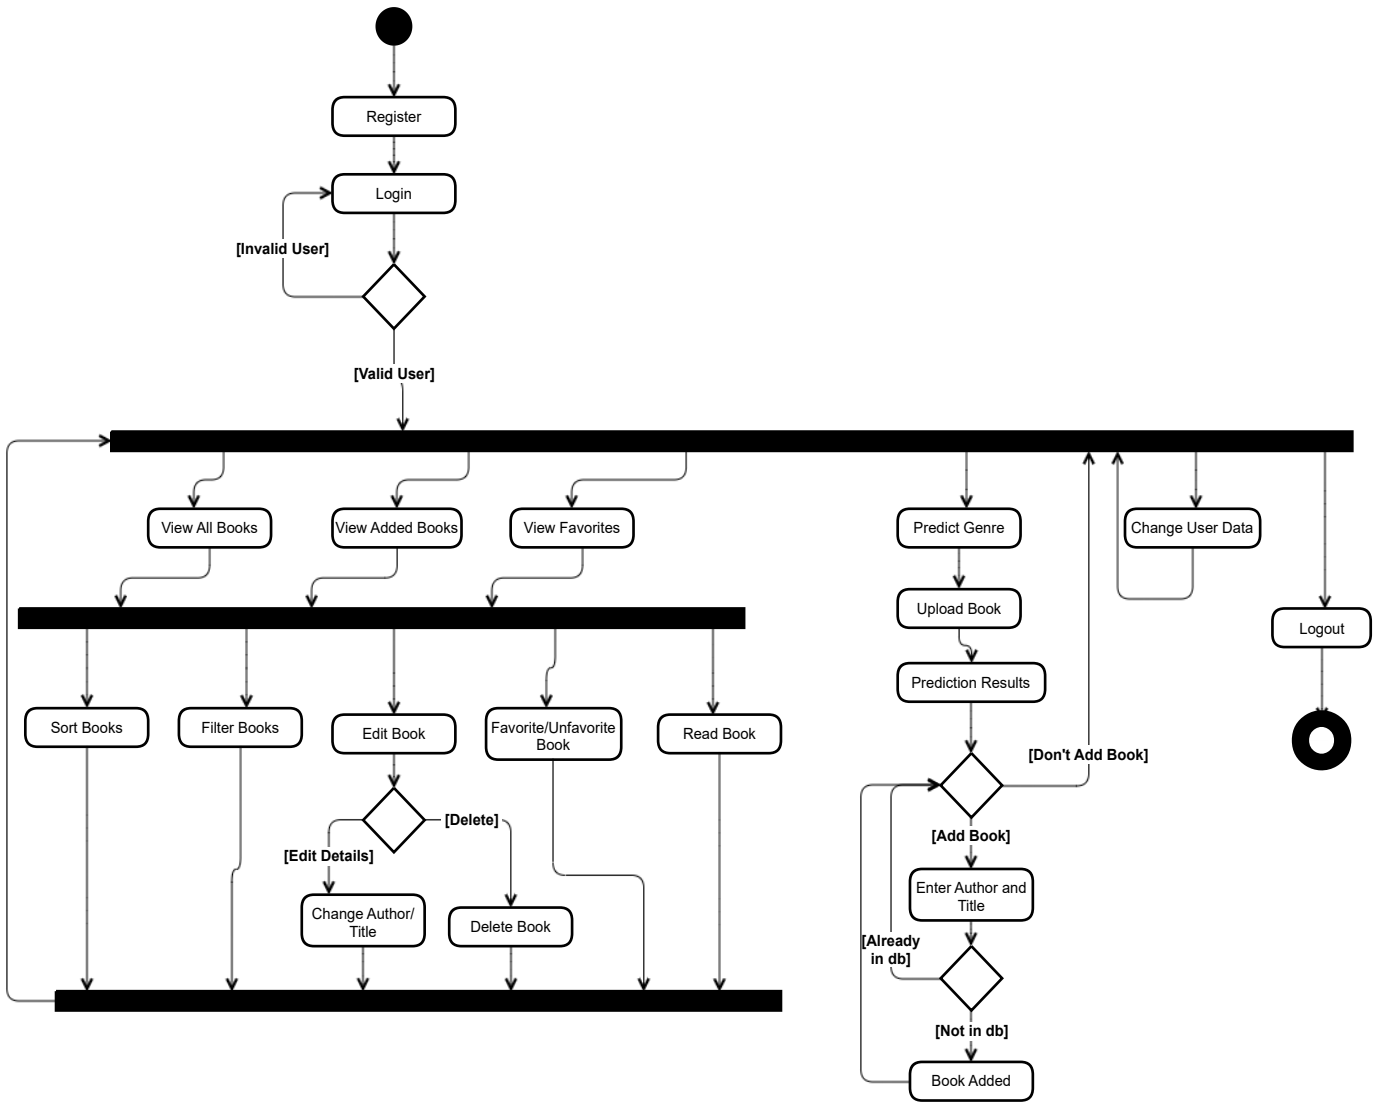 Register
Login
[Invalid User]
[Valid User]
View All Books
View Added Books
View Favorites
Predict Genre
Change User Data
Upload Book
Logout
Prediction Results
Sort Books
Filter Books
Edit Book
Favorite/Unfavorite
Book
Read Book
[Don't Add Book]
[Delete]
[Edit Details]
[Add Book]
Change Author/
Title
Delete Book
Enter Author and
Title
[Already
in db]
[Not in db]
Book Added